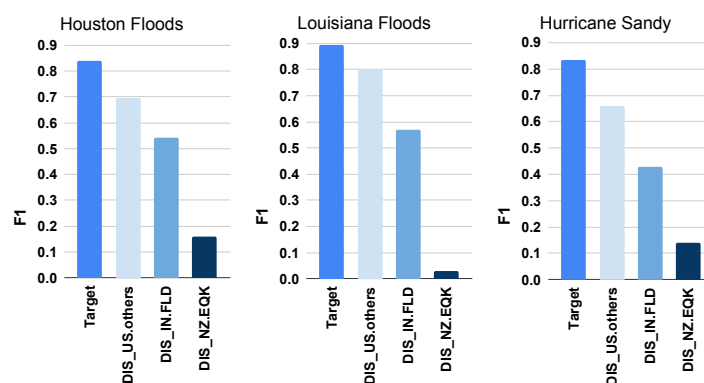 Houston Floods
0.9
0.8
0.7
0.6
0.5
0.4
0.3
0.2
0.1
0.0
F1
Target
DIS_US.others
DIS_IN.FLD
DIS_NZ.EQK
Louisiana Floods
0.9
0.8
0.7
0.6
0.5
0.4
0.3
0.2
0.1
0.0
F1
Target
DIS_US.others
DIS_IN.FLD
DIS_NZ.EQK
Hurricane Sandy
0.9
0.8
0.7
0.6
0.5
0.4
0.3
0.2
0.1
0.0
F1
Target
DIS_US.others
DIS_IN.FLD
DIS_NZ.EQK